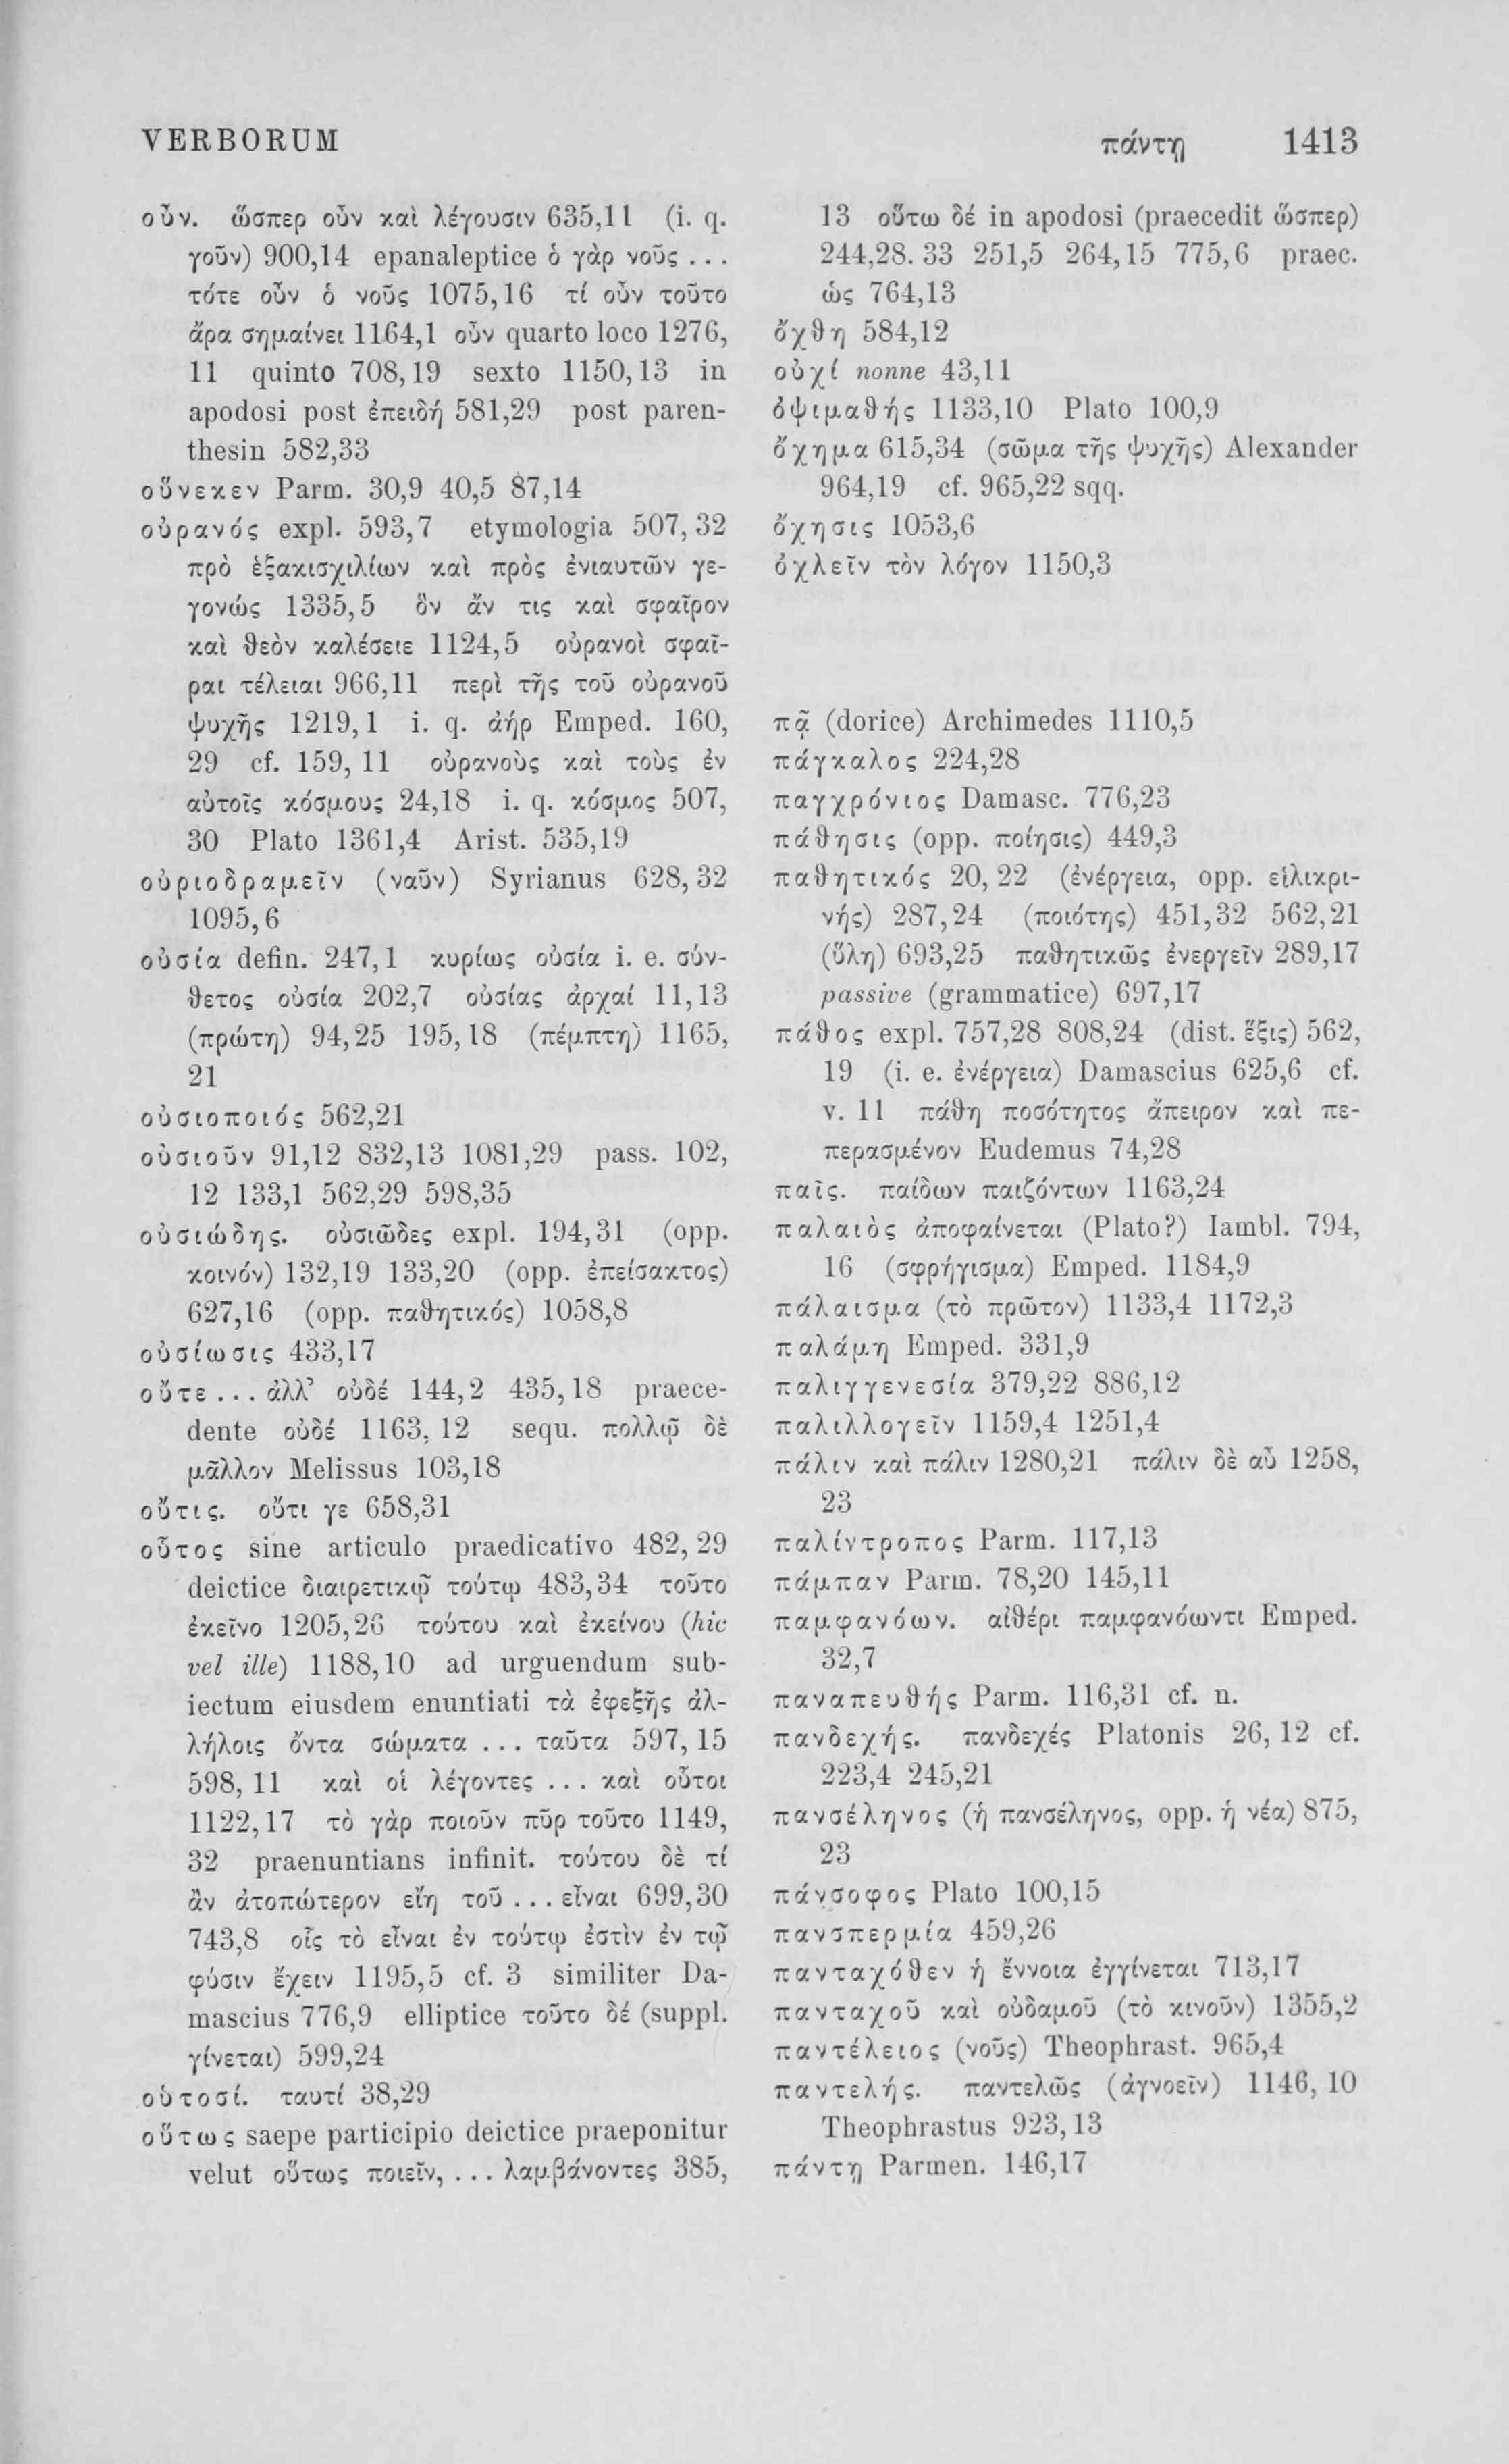 VERBORUM πάντῃ 1413
οὖν. ὥσπερ οὖν καὶ λέγουσιν 635,11 (i. q.
γοῦν) 900,14 epanaleptice ὁ γὰρ νοῦς ...
τότε οὖν ὁ νοῦς 1075,16 τί οὖν τοῦτο
ἄρα σημαίνει 1164,1 οὖν quarto loco 1276,
11 quinto 708,19 sexto 1150,13 in
apodosi post ἐπειδή 581,29 post paren-
thesin 582,33
οὕνεκεν Parm. 30,9 40,5 87,14
οὐρανός expl. 593,7 etymologia 507,32
πρὸ ἑξακισχιλίων καὶ πρὸς ἐνιαυτῶν γε-
γονώς 1335,5 ὃν ἄν τις καὶ σφαῖρον
καὶ θεὸν καλέσειε 1124,5 οὐρανοὶ σφαῖ-
ραι τέλειαι 966,11 περὶ τῆς τοῦ οὐρανοῦ
ψυχῆς 1219,1 i. q. ἀήρ Emped. 160,
29 cf. 159,11 οὐρανοὺς καὶ τοὺς ἐν
αὐτοῖς κόσμους 24,18 i. q. κόσμος 507,
30 Plato 1361,4 Arist. 535,19
οὐριοδραμεῖν (ναῦν) Syrianus 628,32
1095,6
οὐσία defin. 247,1 κυρίως οὐσία i. e. σύν-
θετος οὐσία 202,7 οὐσίας ἀρχαί 11,13
(πρώτη) 94,25 195,18 (πέμπτη) 1165,
21
οὐσιοποιός 562,21
οὐσιοῦν 91,12 832,13 1081,29 pass. 102,
12 133,1 562,29 598,35
οὐσιώδης. οὐσιῶδες expl. 194,31 (opp.
κοινόν) 132,19 133,20 (opp. ἐπείσακτος)
627,16 (opp. παθητικός) 1058,8
οὐσίωσις 433,17
οὔτε ... ἀλλ’ οὐδέ 144,2 435,18 praece-
dente οὐδέ 1163,12 sequ. πολλῷ δὲ
μᾶλλον Melissus 103,18
οὔτις. οὔτι γε 658,31
οὗτος sine articulo praedicativo 482,29
deictice διαιρετικῷ τούτῳ 483,34 τοῦτο
ἐκεῖνο 1205,26 τούτου καὶ ἐκείνου (hic
vel ille) 1188,10 ad urguendum sub-
iectum eiusdem enuntiati τὰ ἐφεξῆς ἀλ-
λήλοις ὄντα σώματα ... ταῦτα 597,15
598,11 καὶ οἱ λέγοντες ... καὶ οὗτοι
1122,17 τὸ γὰρ ποιοῦν πῦρ τοῦτο 1149,
32 praenuntians infinit. τούτου δὲ τί
ἂν ἀτοπώτερον εἴη τοῦ ... εἶναι 699,30
743,8 οἷς τὸ εἶναι ἐν τούτῳ ἐστὶν ἐν τῷ
φύσιν ἔχειν 1195,5 cf. 3 similiter Da-
mascius 776,9 elliptice τοῦτο δέ (suppl.
γίνεται) 599,24
οὑτοσί. ταυτί 38,29
οὕτως saepe participio deictice praeponitur
velut οὕτως ποιεῖν, ... λαμβάνοντες 385,
13 οὕτω δέ in apodosi (praecedit ὥσπερ)
244,28. 33 251,5 264,15 775,6 praec.
ὡς 764,13
ὄχθη 584,12
οὐχί nonne 43,11
ὀψιμαθής 1133,10 Plato 100,9
ὄχημα 615,34 (σῶμα τῆς ψυχῆς) Alexander
964,19 cf. 965,22 sqq.
ὄχησις 1053,6
ὀχλεῖν τὸν λόγον 1150,3
πᾷ (dorice) Archimedes 1110,5
πάγκαλος 224,28
παγχρόνιος Damasc. 776,23
πάθησις (opp. ποίησις) 449,3
παθητικός 20,22 (ἐνέργεια, opp. εἰλικρι-
νής) 287,24 (ποιότης) 451,32 562,21
(ὕλη) 693,25 παθητικῶς ἐνεργεῖν 289,17
passive (grammatice) 697,17
πάθος expl. 757,28 808,24 (dist. ἕξις) 562,
19 (i. e. ἐνέργεια) Damascius 625,6 cf.
v. 11 πάθη ποσότητος ἄπειρον καὶ πε-
περασμένον Eudemus 74,28
παῖς. παίδων παιζόντων 1163,24
παλαιὸς ἀποφαίνεται (Plato?) Iambl. 794,
16 (σφρήγισμα) Emped. 1184,9
πάλαισμα (τὸ πρῶτον) 1133,4 1172,3
παλάμη Emped. 331,9
παλιγγενεσία 379,22 886,12
παλιλλογεῖν 1159,4 1251,4
πάλιν καὶ πάλιν 1280,21 πάλιν δὲ αὖ 1258,
23
παλίντροπος Parm. 117,13
πάμπαν Parm. 78,20 145,11
παμφανόων. αἰθέρι παμφανόωντι Emped.
32,7
παναπευθής Parm. 116,31 cf. n.
πανδεχής. πανδεχές Platonis 26,12 cf.
223,4 245,21
πανσέληνος (ἡ πανσέληνος, opp. ἡ νέα) 875,
23
πάνσοφος Plato 100,15
πανσπερμία 459,26
πανταχόθεν ἡ ἔννοια ἐγγίνεται 713,17
πανταχοῦ καὶ οὐδαμοῦ (τὸ κινοῦν) 1355,2
παντέλειος (νοῦς) Theophrast. 965,4
παντελής. παντελῶς (ἀγνοεῖν) 1146,10
Theophrastus 923,13
πάντῃ Parmen. 146,17